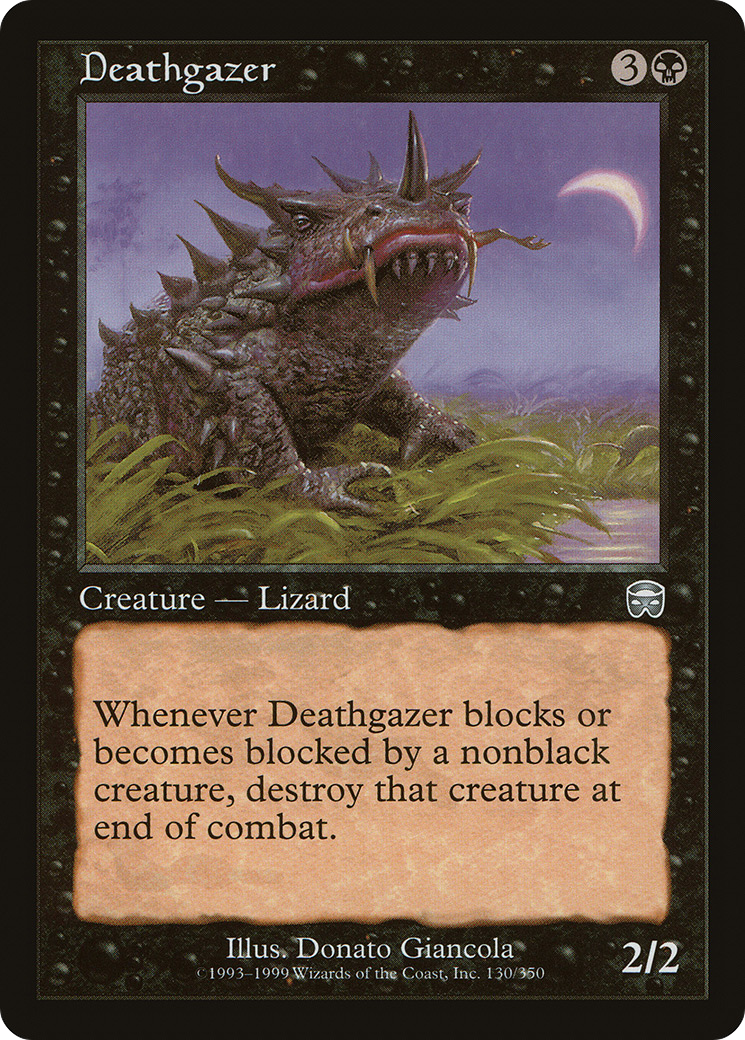 Deathgazer 3
Creature — Lizard
Whenever Deathgazer blocks or
becomes blocked by a nonblack
creature, destroy that creature at
end of combat.
Illus. Donato Giancola
©1993–1999 Wizards of the Coast, Inc. 130/350
2/2